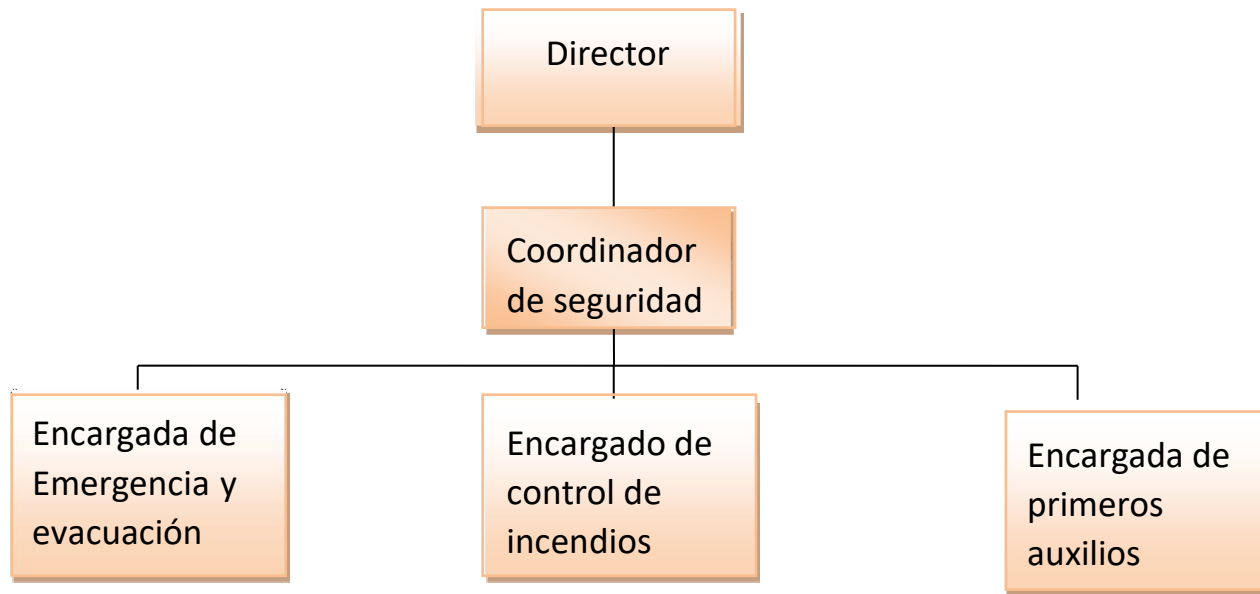 Director
Coordinador
de seguridad
Encargada de
Emergencia y
evacuación
Encargado de
control de
incendios
Encargada de
primeros
auxilios